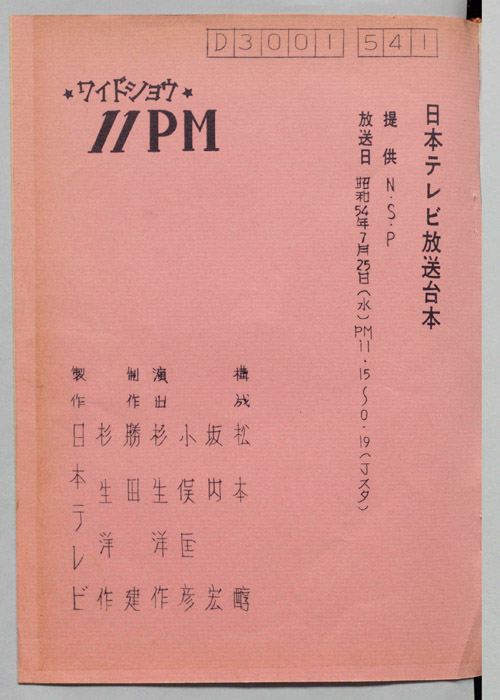 D3001 541
★ワイドショウ★
11PM
日本テレビ放送台本
提供 N・S・P
放送日 昭和54年7月25日(水)PM11・15〜0・19(Jスタ)
構成 松本 醇
坂内 宏
小俣匡彦
演出 杉生洋作
制作 勝田 建
杉生洋作
製作 日本テレビ